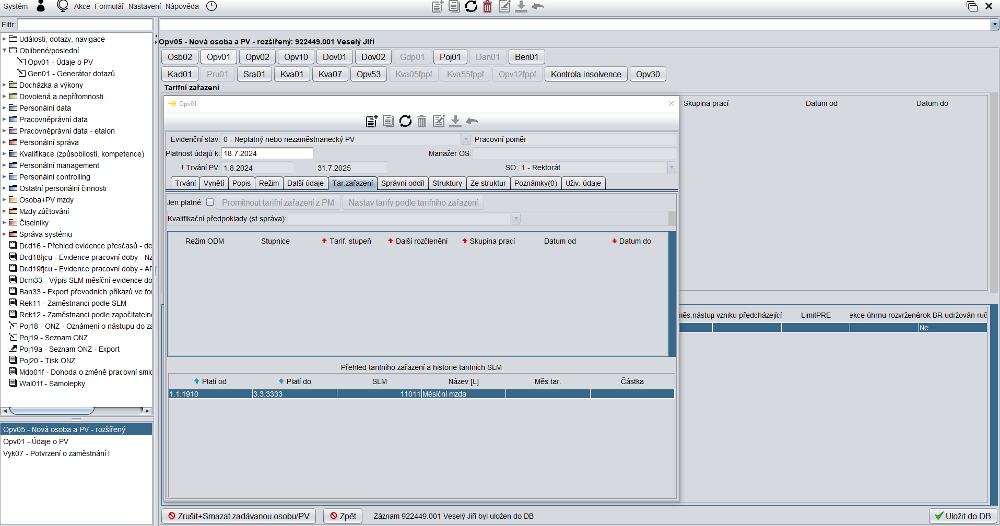 Systém Akce Formulář Nastavení Nápověda
Filtr:
Události, dotazy, navigace
Oblíbené/poslední
Opv01 - Údaje o PV
Gen01 - Generátor dotazů
Docházka a výkony
Dovolená a nepřítomnosti
Personální data
Pracovněprávní data
Pracovněprávní data - etalon
Personální správa
Kvalifikace (způsobilosti, kompetence)
Personální management
Personální controlling
Ostatní personální činnosti
Osoba+PV mzdy
Mzdy zúčtování
Číselníky
Správa systému
Dcd16 - Přehled evidence přesčasů - de
Dcd18fjcu - Evidence pracovní doby - NZ
Dcd19fjcu - Evidence pracovní doby - AF
Dcm33 - Výpis SLM měsíční evidence do
Ban33 - Export převodních příkazů ve for
Rek11 - Zaměstnanci podle SLM
Rek12 - Zaměstnanci podle započitateln
Poj18 - ONZ - Oznámení o nástupu do za
Poj19 - Seznam ONZ
Poj19a - Seznam ONZ - Export
Poj20 - Tisk ONZ
Mdo01f - Dohoda o změně pracovní smlo
Wal01f - Samolepky
Opv05 - Nová osoba a PV - rozšířený
Opv01 - Údaje o PV
Vyk07 - Potvrzení o zaměstnání I
Opv05 - Nová osoba a PV - rozšířený: 922449.001 Veselý Jiří
Osb02 Opv01 Opv02 Opv10 Dov01 Dov02 Gdp01 Poj01 Dan01 Ben01
Kad01 Pru01 Sra01 Kva01 Kva07 Opv53 Kva05fppf Kva55fppf Opv12fppf Kontrola insolvence Opv30
Tarifní zařazení
Skupina prací Datum od Datum do
Opv01
Evidenční stav: 0 - Neplatný nebo nezaměstnanecký PV Pracovní poměr
Platnost údajů k: 18.7.2024 Manažer OS:
! Trvání PV: 1.8.2024 31.7.2025 SO: 1 - Rektorát
Trvání Vynětí Popis Režim Další údaje Tar.zařazení Správní oddíl Struktury Ze struktur Poznámky(0) Uživ. údaje
Jen platné: Promítnout tarifní zařazení z PM Nastav tarify podle tarifního zařazení
Kvalifikační předpoklady (st.správa):
Režim ODM Stupnice Tarif. stupeň Další rozčlenění Skupina prací Datum od Datum do
Přehled tarifního zařazení a historie tarifních SLM
Platí od Platí do SLM Název [L] Měs.tar. Částka
1.1.1910 3.3.3333 11011 Měsíční mzda
měs.nástup vzniku předcházející LimitPRE ekce úhrnu rozvržené rok BR udržován ruč
Ne
Zrušit+Smazat zadávanou osobu/PV Zpět Záznam 922449.001 Veselý Jiří byl uložen do DB Uložit do DB